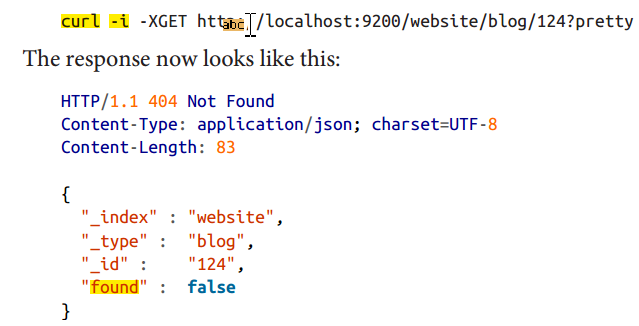 curl -i -XGET http://localhost:9200/website/blog/124?pretty
abc
The response now looks like this:
HTTP/1.1 404 Not Found
Content-Type: application/json; charset=UTF-8
Content-Length: 83
{
"_index" : "website",
"_type" : "blog",
"_id" : "124",
"found" : false
}